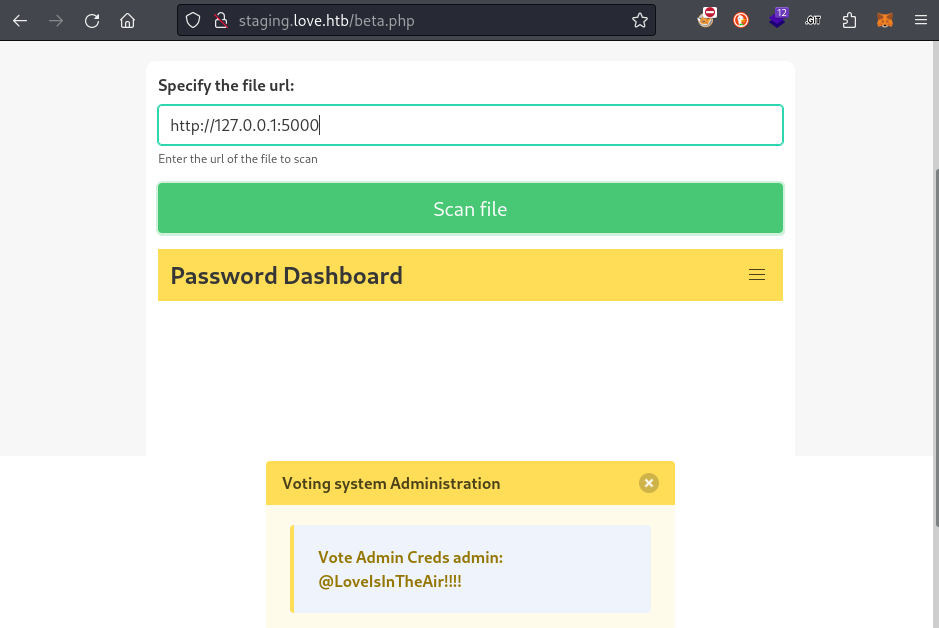 staging.love.htb/beta.php
12
GIT
Specify the file url:
http://127.0.0.1:5000
Enter the url of the file to scan
Scan file
Password Dashboard
Voting system Administration
Vote Admin Creds admin:
@LoveIsInTheAir!!!!